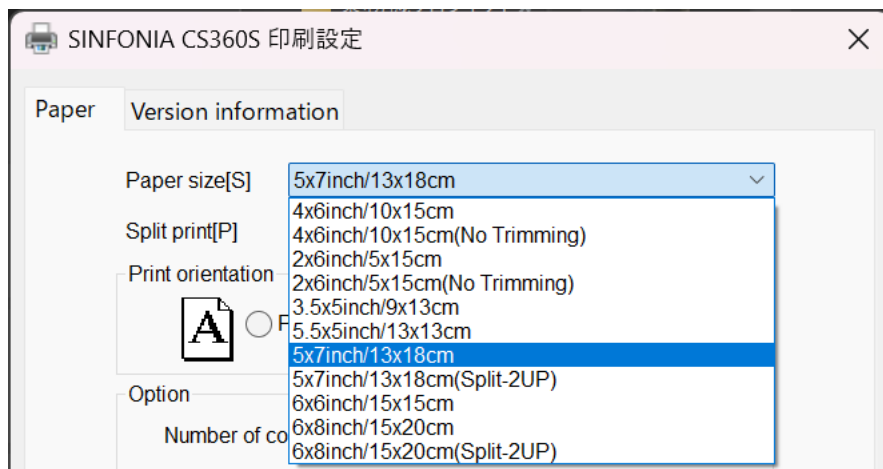 SINFONIA CS360S 印刷設定
Paper
Version information
Paper size[S]
5x7inch/13x18cm
4x6inch/10x15cm
4x6inch/10x15cm(No Trimming)
2x6inch/5x15cm
2x6inch/5x15cm(No Trimming)
3.5x5inch/9x13cm
5.5x5inch/13x13cm
5x7inch/13x18cm
5x7inch/13x18cm(Split-2UP)
6x6inch/15x15cm
6x8inch/15x20cm
6x8inch/15x20cm(Split-2UP)
Split print[P]
Print orientation
A
Option
Number of co